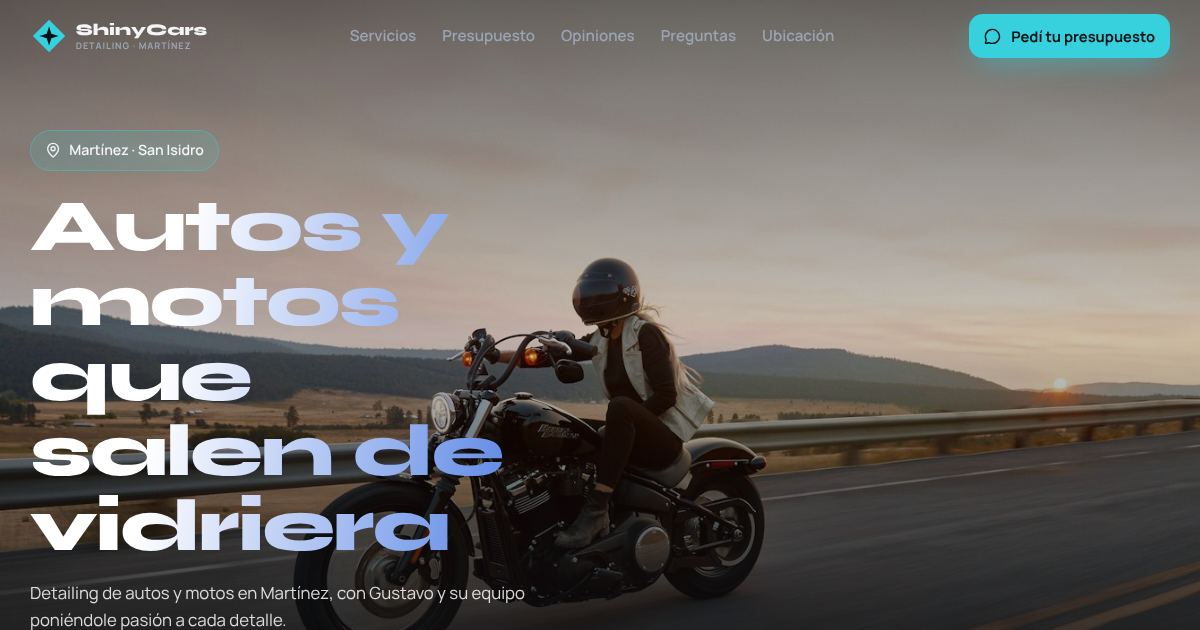 ShinyCars
DETAILING · MARTÍNEZ
Servicios
Presupuesto
Opiniones
Preguntas
Ubicación
Pedí tu presupuesto
Martínez · San Isidro
Autos y
motos
que
salen de
vidriera
Detailing de autos y motos en Martínez, con Gustavo y su equipo
poniéndole pasión a cada detalle.